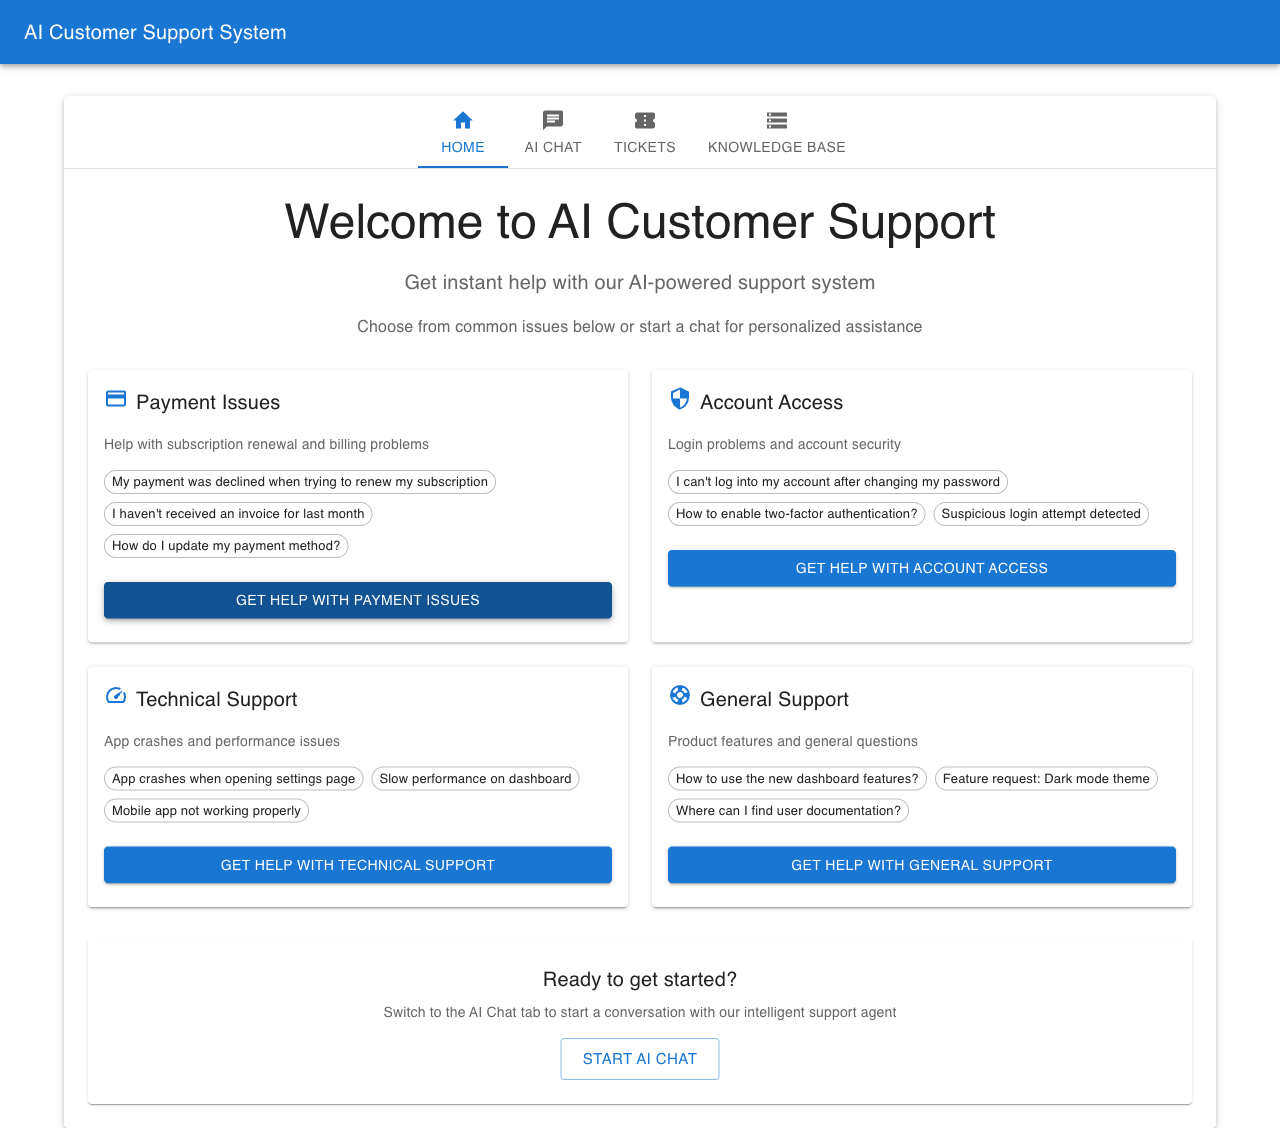 AI Customer Support System
HOME
AI CHAT
TICKETS
KNOWLEDGE BASE
Welcome to AI Customer Support
Get instant help with our AI-powered support system
Choose from common issues below or start a chat for personalized assistance
Payment Issues
Help with subscription renewal and billing problems
My payment was declined when trying to renew my subscription
I haven't received an invoice for last month
How do I update my payment method?
GET HELP WITH PAYMENT ISSUES
Account Access
Login problems and account security
I can't log into my account after changing my password
How to enable two-factor authentication?
Suspicious login attempt detected
GET HELP WITH ACCOUNT ACCESS
Technical Support
App crashes and performance issues
App crashes when opening settings page
Slow performance on dashboard
Mobile app not working properly
GET HELP WITH TECHNICAL SUPPORT
General Support
Product features and general questions
How to use the new dashboard features?
Feature request: Dark mode theme
Where can I find user documentation?
GET HELP WITH GENERAL SUPPORT
Ready to get started?
Switch to the AI Chat tab to start a conversation with our intelligent support agent
START AI CHAT